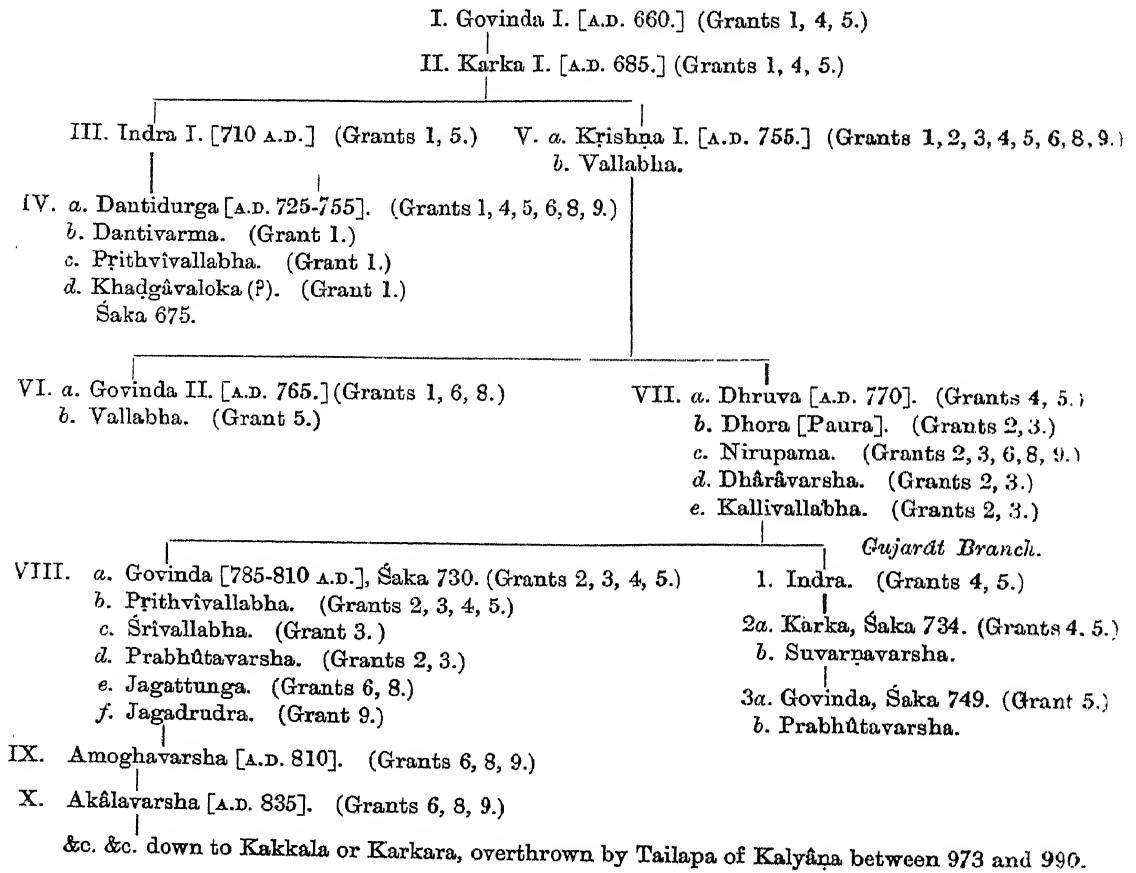 I. Govinda I. [A.D. 660.] (Grants 1, 4, 5.)
II. Karka I. [A.D. 685.] (Grants 1, 4, 5.)
III. Indra I. [710 A.D.] (Grants 1, 5.)
V. a. Kṛishṇa I. [A.D. 755.] (Grants 1, 2, 3, 4, 5, 6, 8, 9.)
b. Vallabha.
IV. a. Dantidurga [A.D. 725-755]. (Grants 1, 4, 5, 6, 8, 9.)
b. Dantivarma. (Grant 1.)
c. Pṛithvîvallabha. (Grant 1.)
d. Khaḍgâvaloka (?). (Grant 1.)
Śaka 675.
VI. a. Govinda II. [A.D. 765.] (Grants 1, 6, 8.)
b. Vallabha. (Grant 5.)
VII. a. Dhruva [A.D. 770]. (Grants 4, 5.)
b. Dhora [Paura]. (Grants 2, 3.)
c. Nirupama. (Grants 2, 3, 6, 8, 9.)
d. Dhârâvarsha. (Grants 2, 3.)
e. Kallivallabha. (Grants 2, 3.)
VIII. a. Govinda [785-810 A.D.], Śaka 730. (Grants 2, 3, 4, 5.)
b. Pṛithvîvallabha. (Grants 2, 3, 4, 5.)
c. Śrîvallabha. (Grant 3.)
d. Prabhûtavarsha. (Grants 2, 3.)
e. Jagattunga. (Grants 6, 8.)
f. Jagadrudra. (Grant 9.)
Gujarât Branch.
1. Indra. (Grants 4, 5.)
2a. Karka, Śaka 734. (Grants 4. 5.)
b. Suvarṇavarsha.
3a. Govinda, Śaka 749. (Grant 5.)
b. Prabhûtavarsha.
IX. Amoghavarsha [A.D. 810]. (Grants 6, 8, 9.)
X. Akâlavarsha [A.D. 835]. (Grants 6, 8, 9.)
&c. &c. down to Kakkala or Karkara, overthrown by Tailapa of Kalyâṇa between 973 and 990.